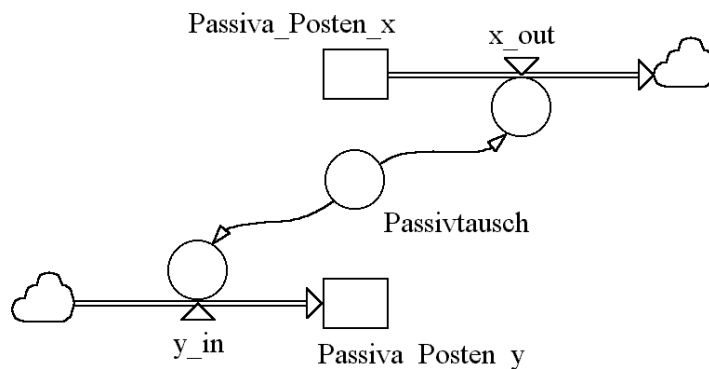 Passiva_Posten_x
x_out
Passivtausch
y_in
Passiva_Posten_y